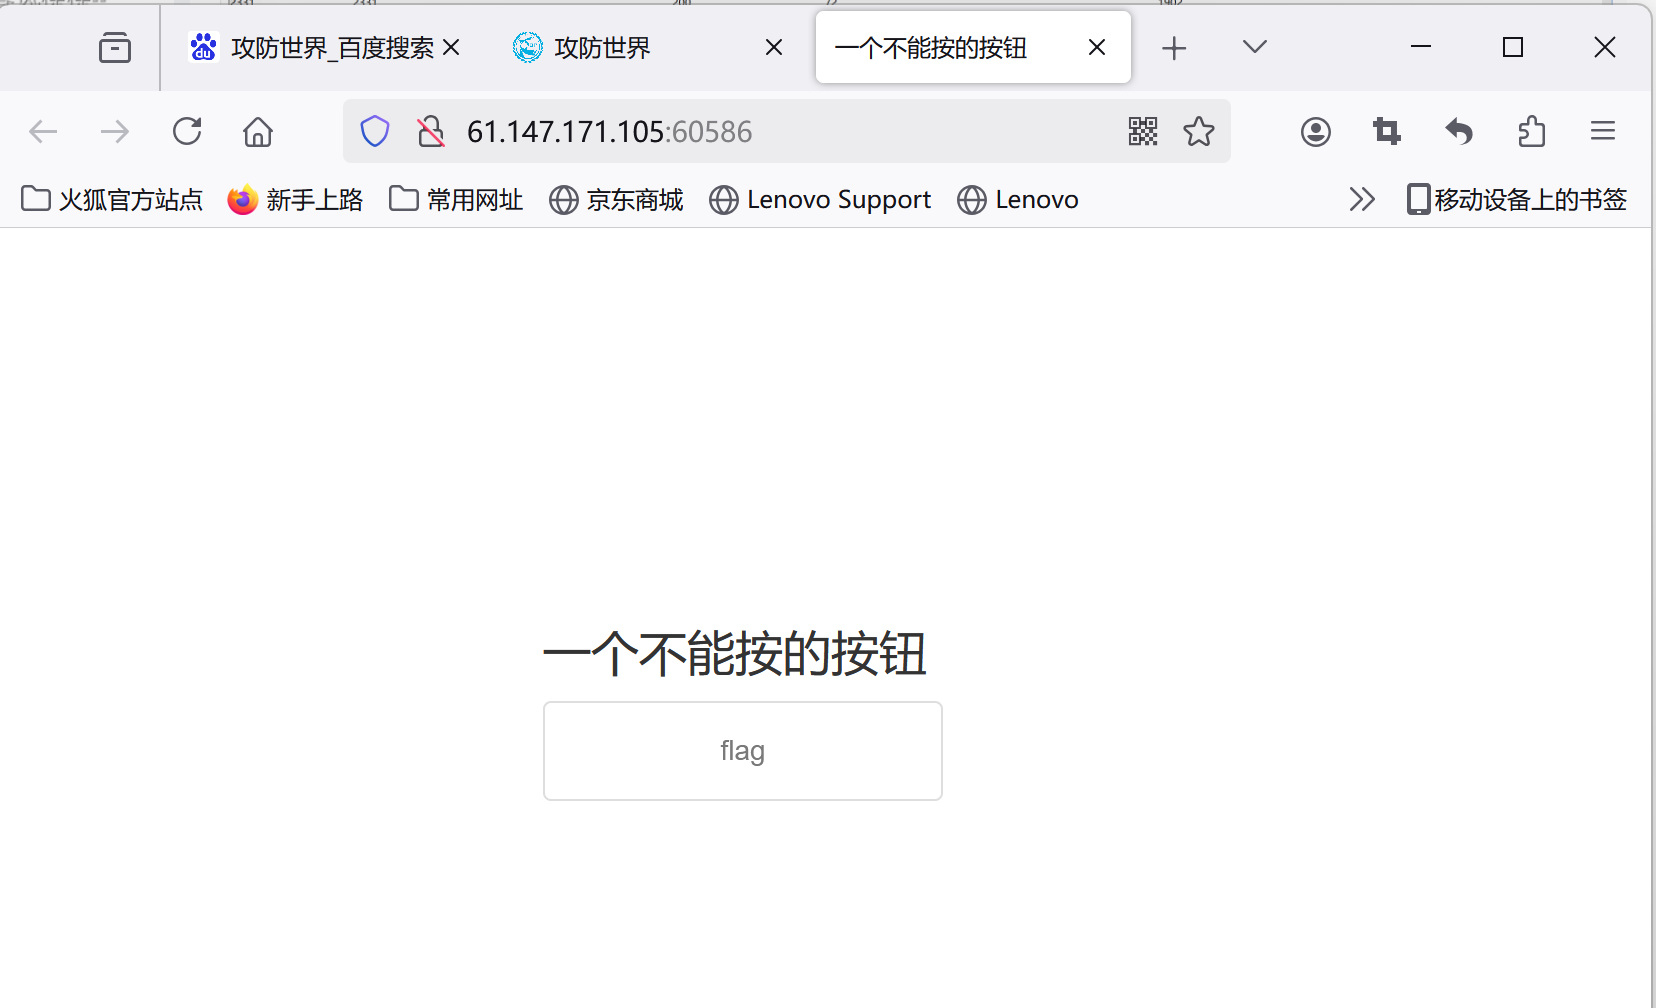 攻防世界_百度搜索
攻防世界
一个不能按的按钮
61.147.171.105:60586
火狐官方站点
新手上路
常用网址
京东商城
Lenovo Support
Lenovo
移动设备上的书签
一个不能按的按钮
flag